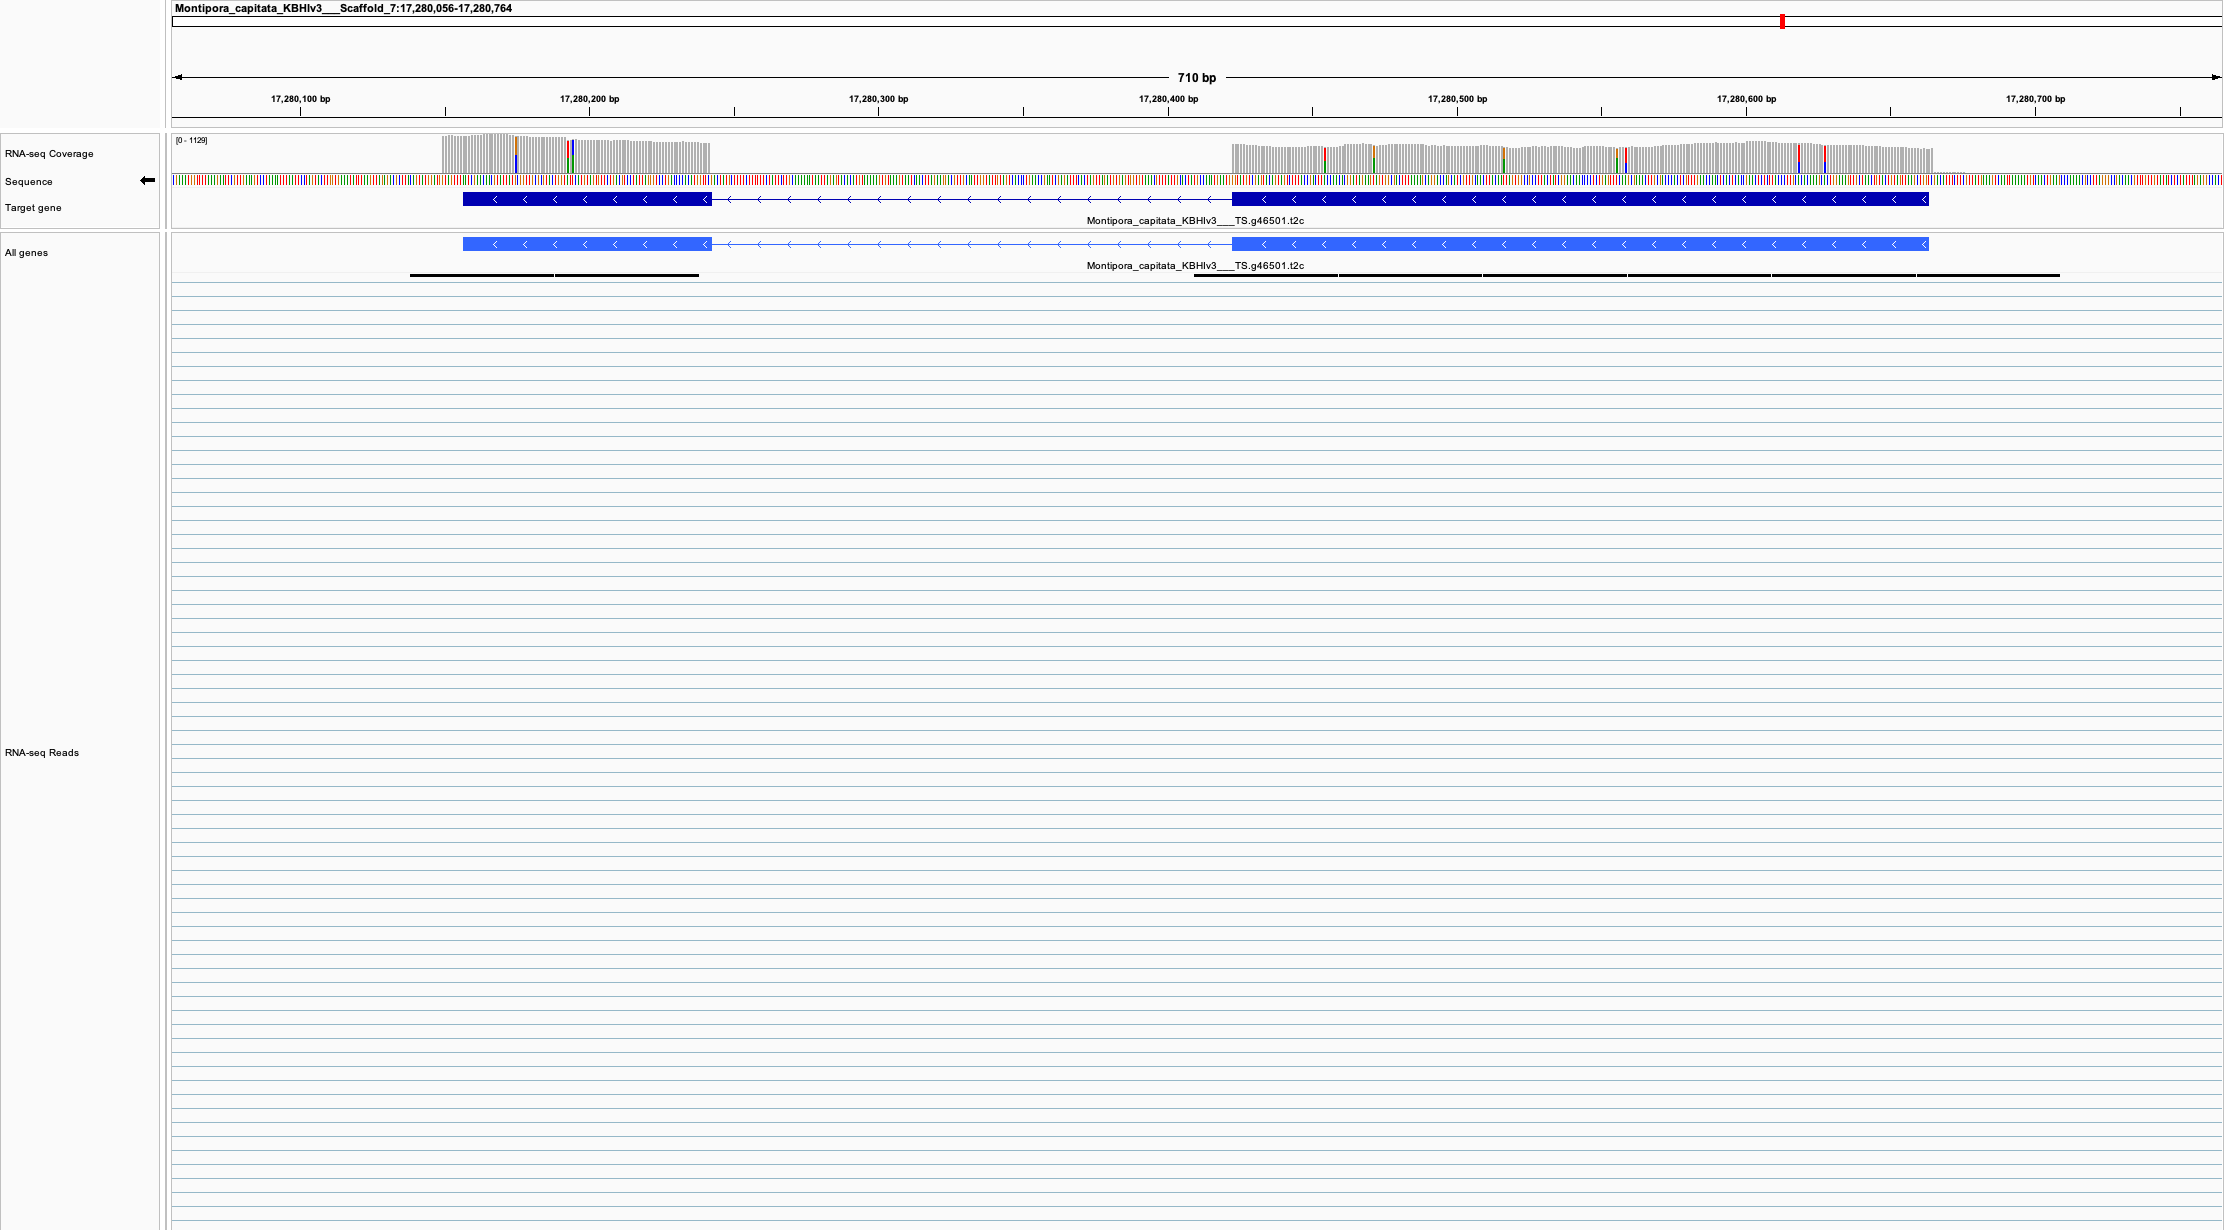 Montipora_capitata_KBHIv3___Scaffold_7:17,280,056-17,280,764
710 bp
17,280,100 bp 17,280,200 bp 17,280,300 bp 17,280,400 bp 17,280,500 bp 17,280,600 bp 17,280,700 bp
[0 - 1129]
RNA-seq Coverage
Sequence
Target gene
Montipora_capitata_KBHIv3___TS.g46501.t2c
All genes
Montipora_capitata_KBHIv3___TS.g46501.t2c
RNA-seq Reads